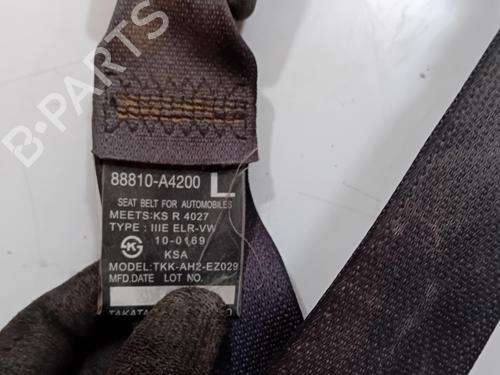 B-PARTS
88810-A4200 L
SEAT BELT FOR AUTOMOBILES
MEETS:KS R 4027
TYPE : IIIE ELR-VW
10-0169
KSA
MODEL:TKK-AH2-EZ029
MFD.DATE LOT NO.